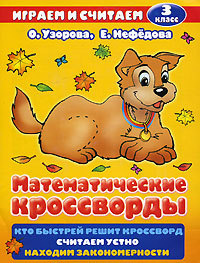 ИГРАЕМ И СЧИТАЕМ
3 КЛАСС
О. Узорова, Е. Нефёдова
Математические
кроссворды
КТО БЫСТРЕЙ РЕШИТ КРОССВОРД
СЧИТАЕМ УСТНО
НАХОДИМ ЗАКОНОМЕРНОСТИ